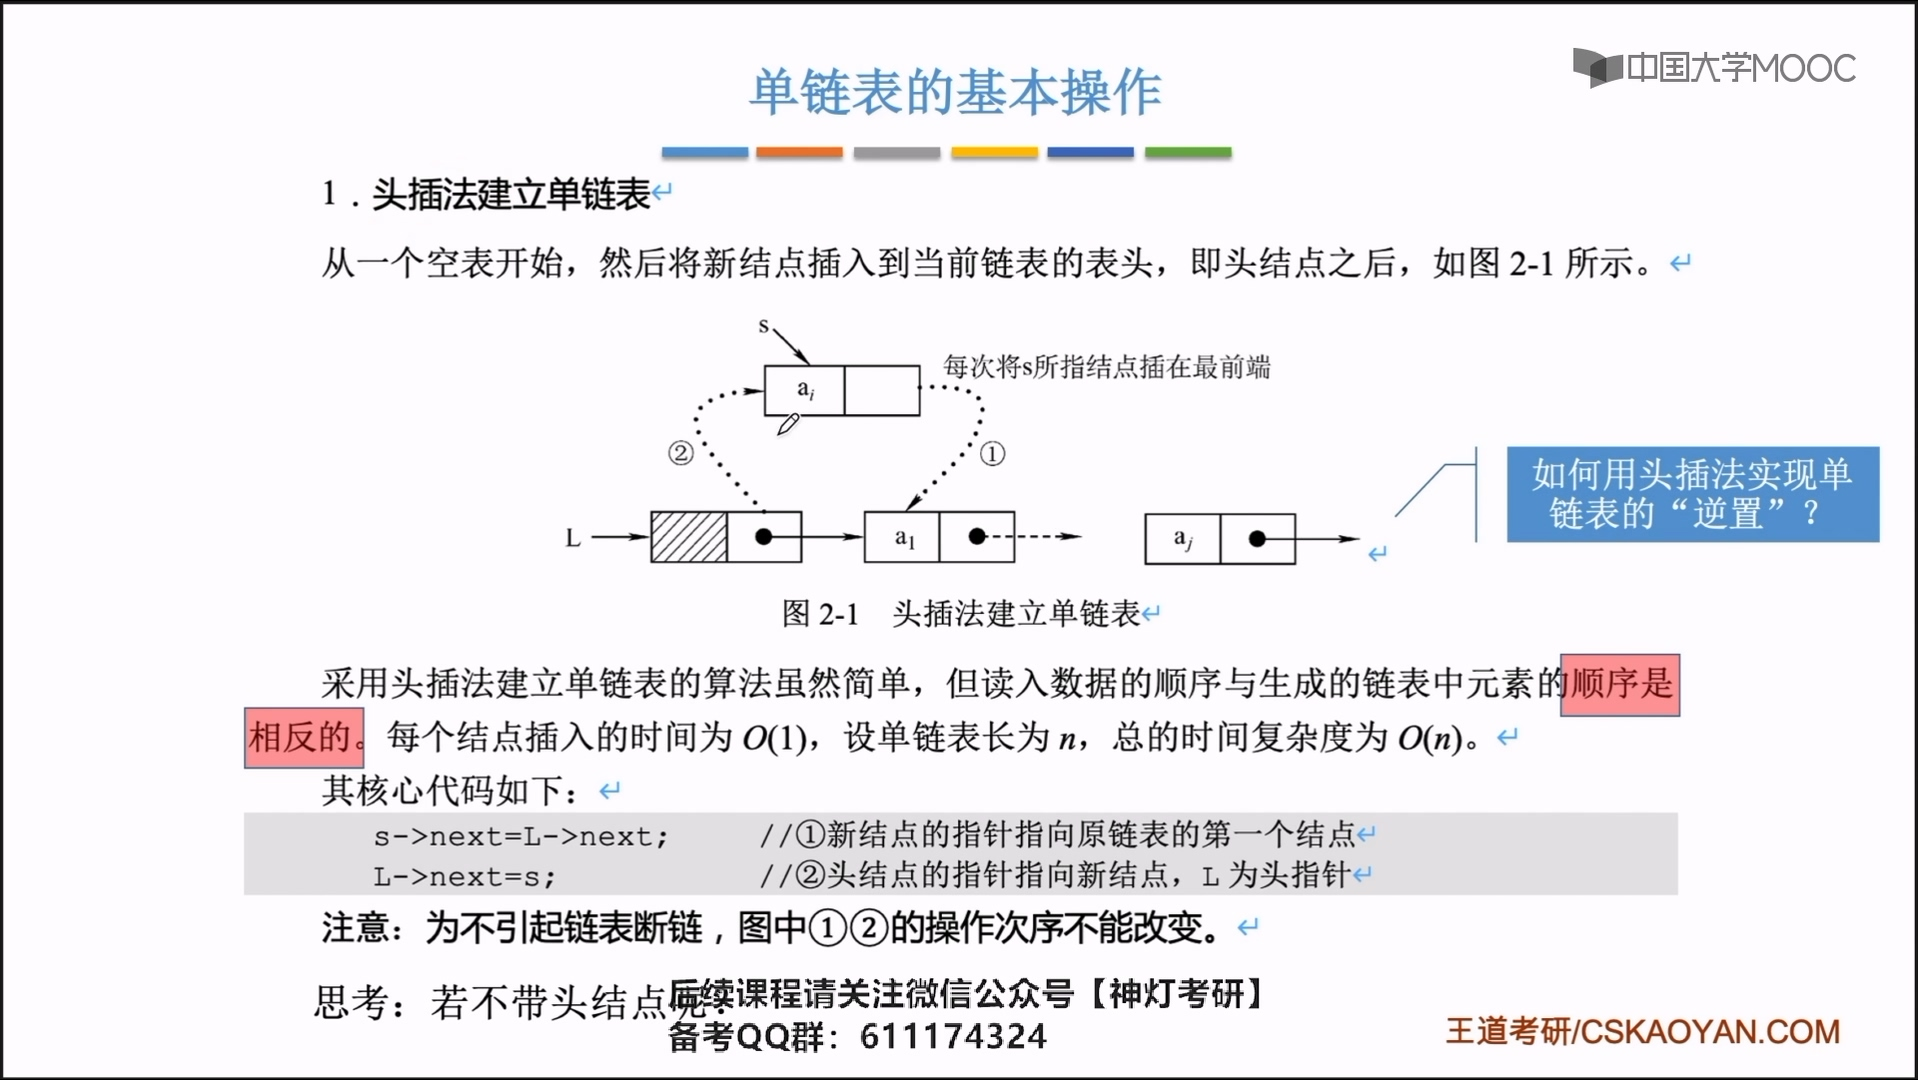 中国大学MOOC
单链表的基本操作
1．头插法建立单链表↵
从一个空表开始，然后将新结点插入到当前链表的表头，即头结点之后，如图 2-1 所示。↵
s
每次将s所指结点插在最前端
aᵢ
②
①
如何用头插法实现单
链表的“逆置”？
L
a₁
aⱼ
↵
图 2-1 头插法建立单链表↵
采用头插法建立单链表的算法虽然简单，但读入数据的顺序与生成的链表中元素的顺序是
相反的。每个结点插入的时间为 O(1)，设单链表长为 n，总的时间复杂度为 O(n)。↵
其核心代码如下：↵
s->next=L->next; //①新结点的指针指向原链表的第一个结点↵
L->next=s; //②头结点的指针指向新结点，L 为头指针↵
注意：为不引起链表断链，图中①②的操作次序不能改变。↵
思考：若不带头结点
后续课程请关注微信公众号【神灯考研】
备考QQ群：611174324
王道考研/CSKAOYAN.COM